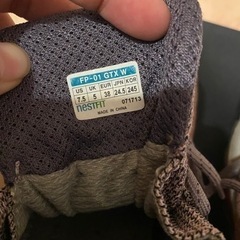 FP-01 GTX W
US UK EUR JPN KOR
7.5 5 38 24.5 245
nestFIT 071713
MADE IN CHINA